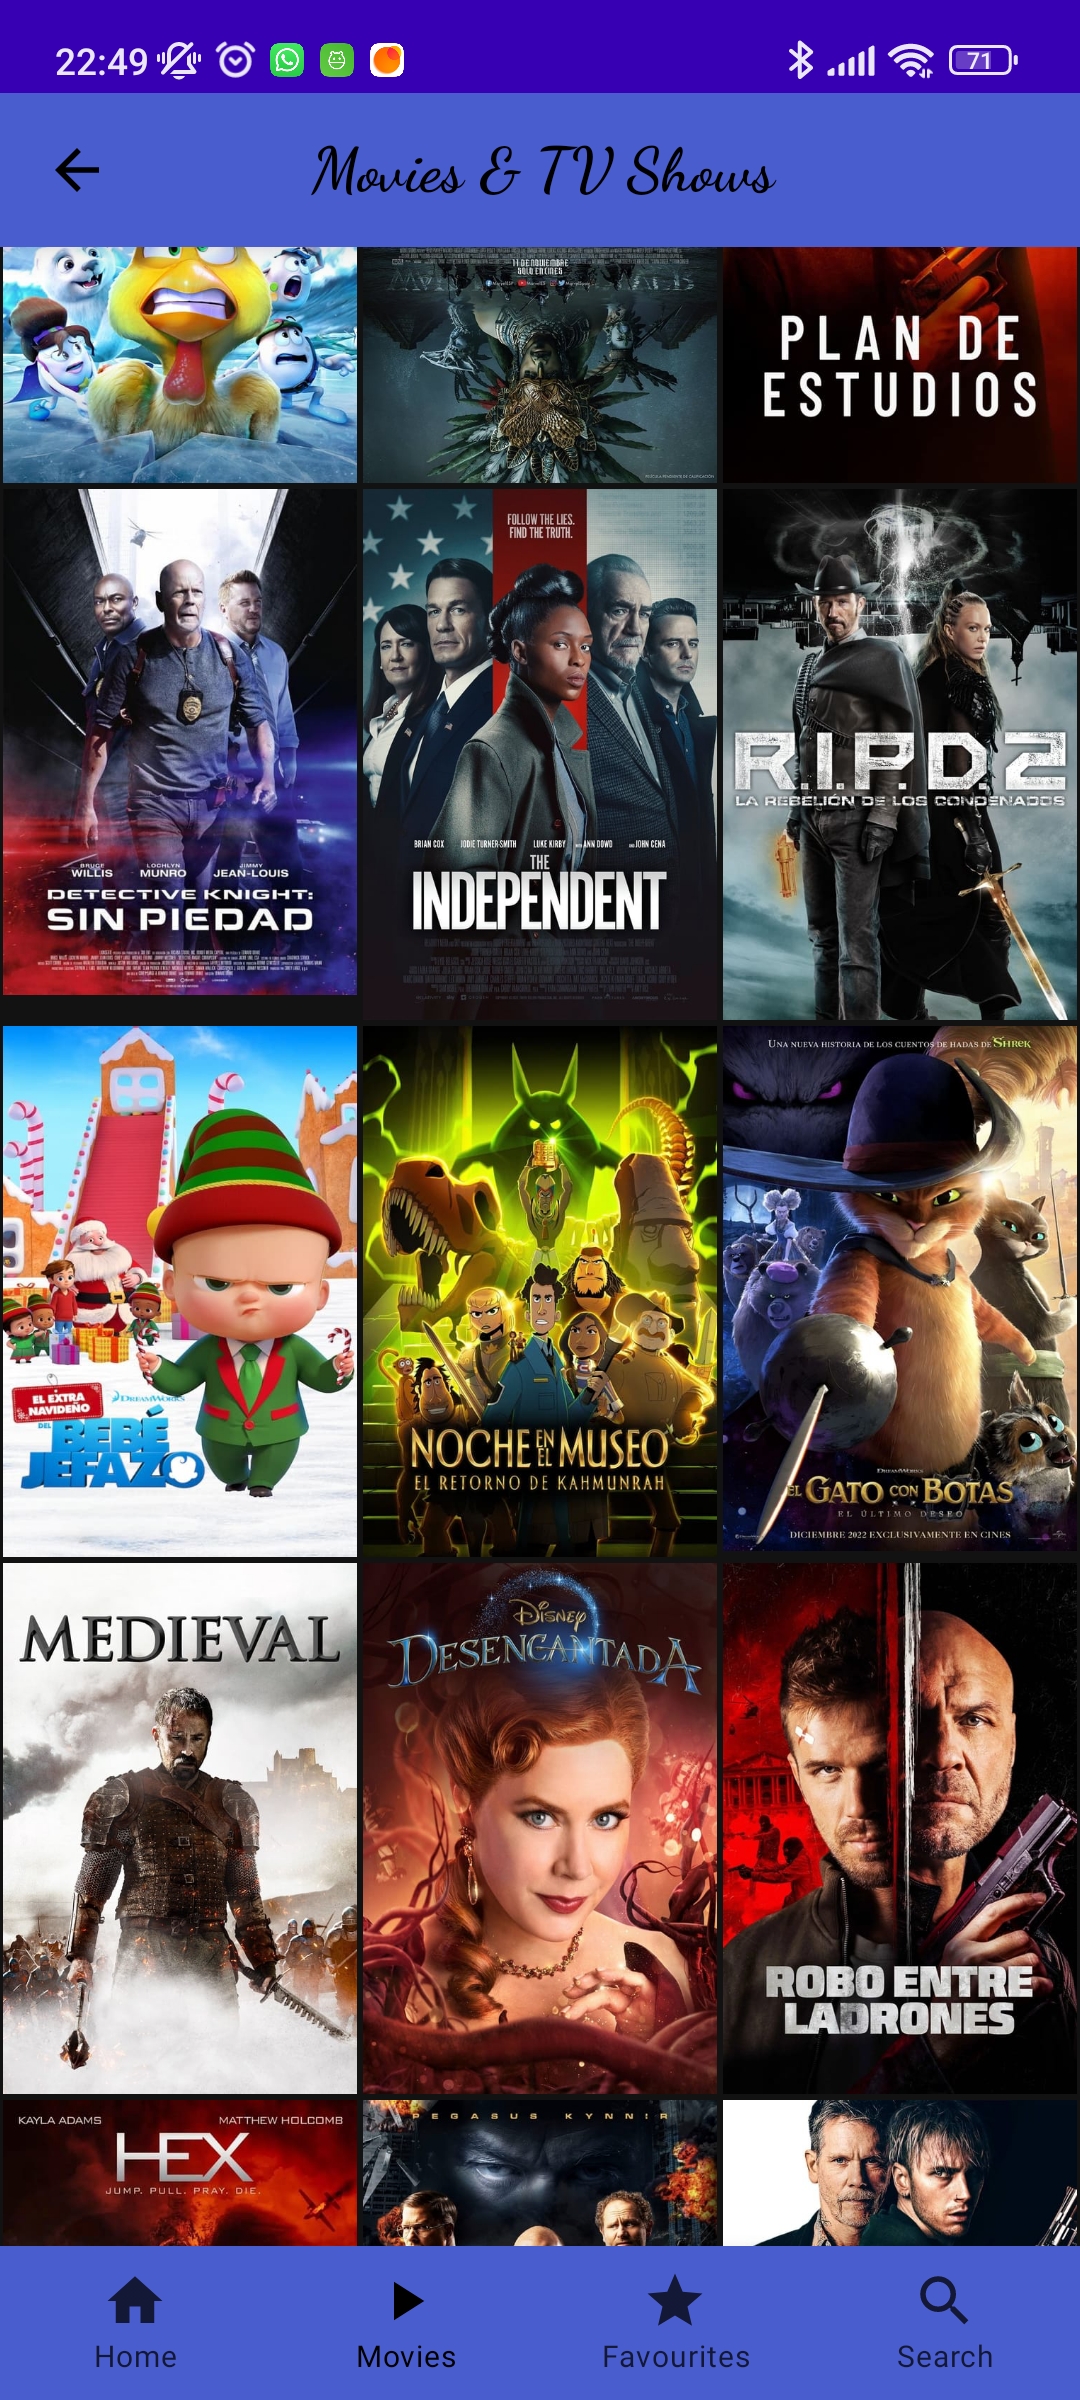 22:49
71
Movies & TV Shows
11 DE NOVIEMBRE
SOLO EN CINES
PLAN DE
ESTUDIOS
BRUCE WILLIS LOCHLYN MUNRO JIMMY JEAN-LOUIS
DETECTIVE KNIGHT:
SIN PIEDAD
FOLLOW THE LIES.
FIND THE TRUTH.
BRIAN COX JODIE TURNER-SMITH LUKE KIRBY ANN DOWD JOHN CENA
THE
INDEPENDENT
R.I.P.D.2
LA REBELIÓN DE LOS CONDENADOS
EL EXTRA
NAVIDEÑO
DREAMWORKS
DEL BEBÉ
JEFAZO
NOCHE EN EL MUSEO
EL RETORNO DE KAHMUNRAH
UNA NUEVA HISTORIA DE LOS CUENTOS DE HADAS DE SHREK
DREAMWORKS
EL GATO CON BOTAS
EL ÚLTIMO DESEO
DICIEMBRE 2022 EXCLUSIVAMENTE EN CINES
MEDIEVAL
DISNEY
DESENCANTADA
ROBO ENTRE
LADRONES
KAYLA ADAMS MATTHEW HOLCOMB
HEX
JUMP. PULL. PRAY. DIE.
PEGASUS
Home Movies Favourites Search